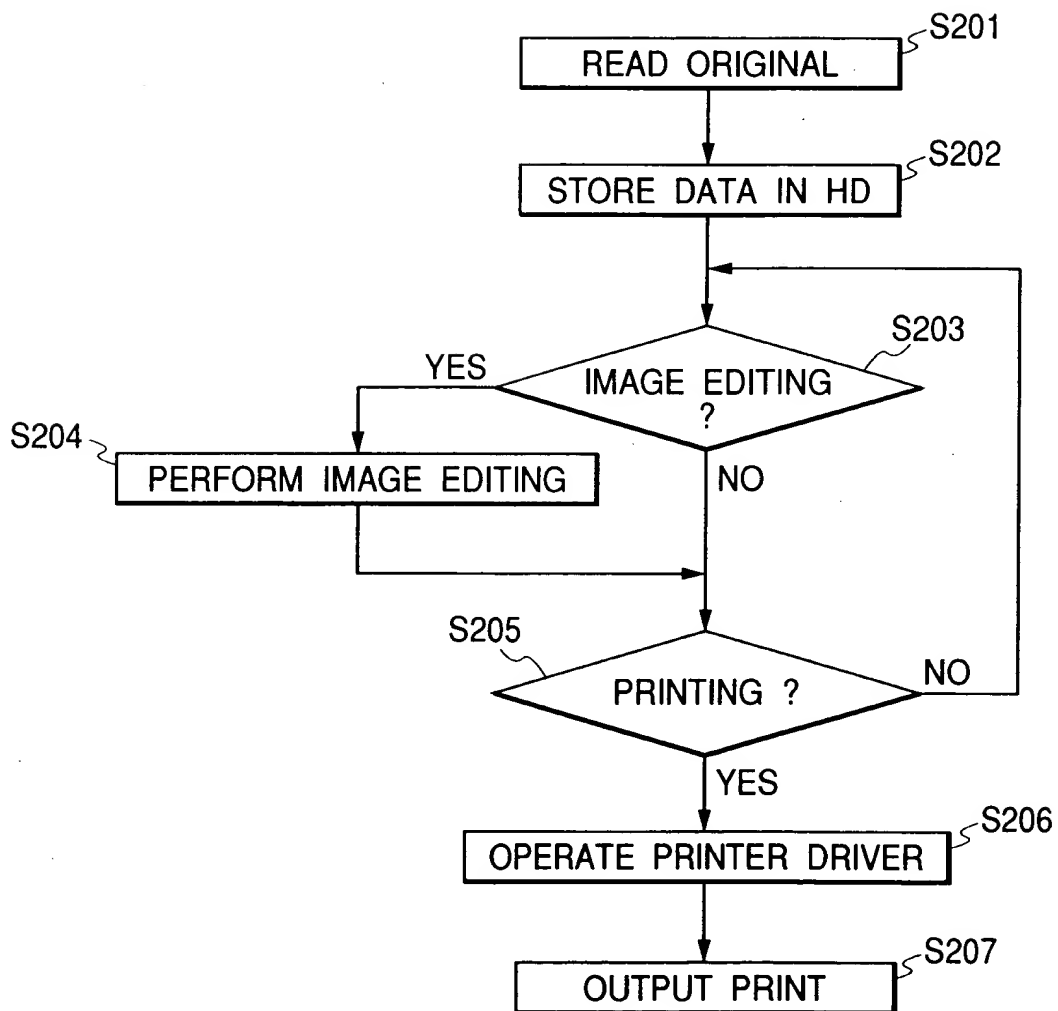 S201
READ ORIGINAL
S202
STORE DATA IN HD
S203
YES
IMAGE EDITING
?
S204
PERFORM IMAGE EDITING
NO
S205
PRINTING ?
NO
YES
S206
OPERATE PRINTER DRIVER
S207
OUTPUT PRINT